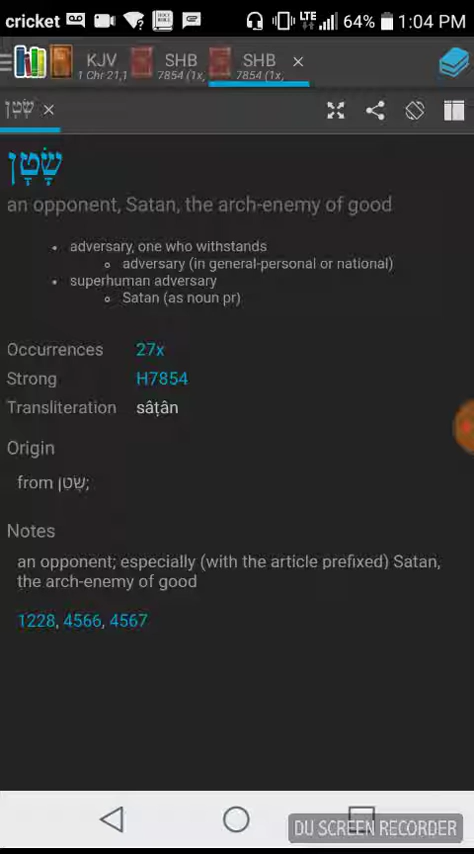 cricket LTE 64% 1:04 PM
KJV SHB SHB ×
1 Chr 21,1 7854 (1x, 7854 (1x,
שָׂטָן ×
שָׂטָן
an opponent, Satan, the arch-enemy of good
• adversary, one who withstands
o adversary (in general-personal or national)
• superhuman adversary
o Satan (as noun pr)
Occurrences 27x
Strong H7854
Transliteration sâṭân
Origin
from שָׂטַן;
Notes
an opponent; especially (with the article prefixed) Satan,
the arch-enemy of good
1228, 4566, 4567
DU SCREEN RECORDER